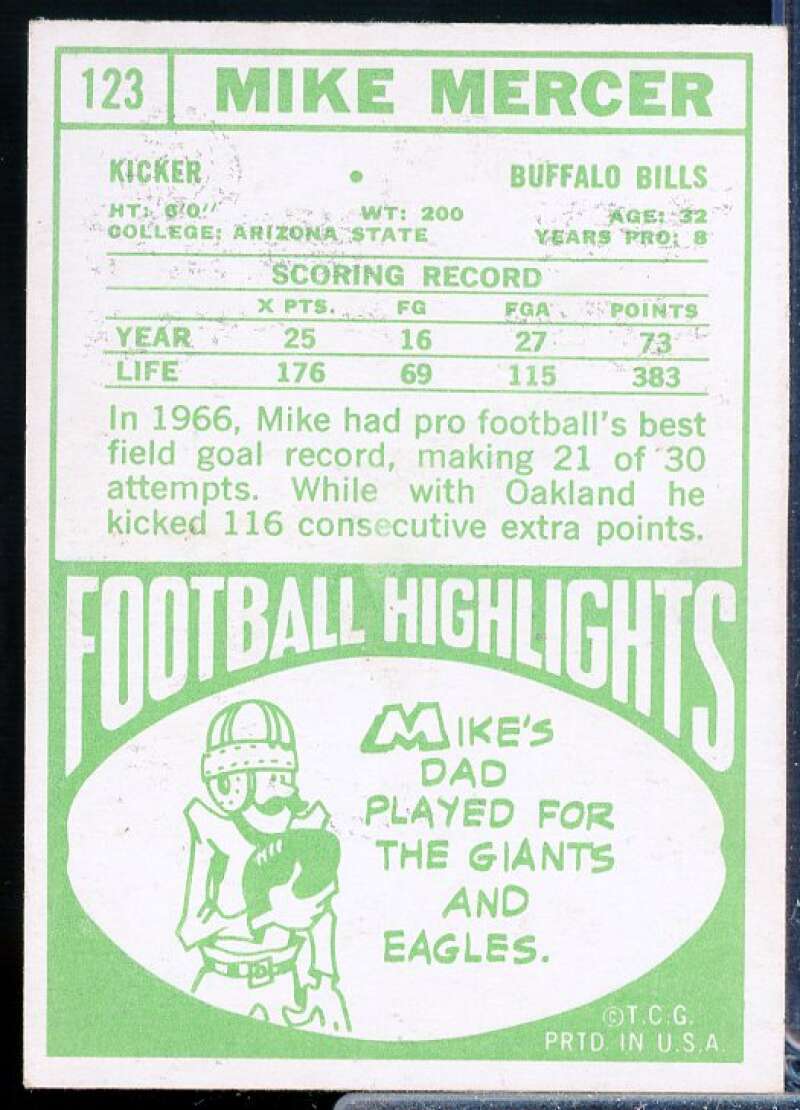 123 MIKE MERCER
KICKER • BUFFALO BILLS
HT: 6'0" WT: 200 AGE: 32
COLLEGE: ARIZONA STATE YEARS PRO: 8
SCORING RECORD
X PTS. FG FGA POINTS
YEAR 25 16 27 73
LIFE 176 69 115 383
In 1966, Mike had pro football's best
field goal record, making 21 of 30
attempts. While with Oakland he
kicked 116 consecutive extra points.
FOOTBALL HIGHLIGHTS
MIKE'S
DAD
PLAYED FOR
THE GIANTS
AND
EAGLES.
©T.C.G.
PRTD. IN U.S.A.